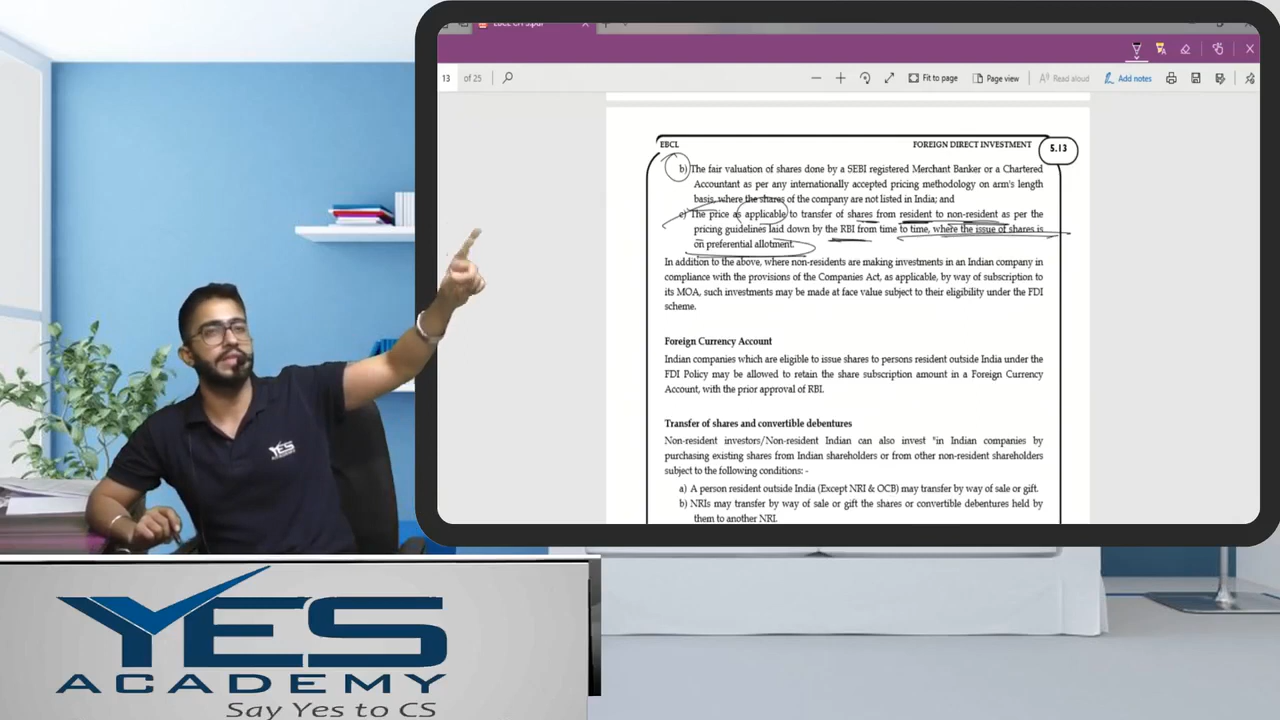 13 of 25
Fit to page
Page view
Read aloud
Add notes
EBCL FOREIGN DIRECT INVESTMENT 5.13
b) The fair valuation of shares done by a SEBI registered Merchant Banker or a Chartered
Accountant as per any internationally accepted pricing methodology on arm's length
basis, where the shares of the company are not listed in India; and
c) The price as applicable to transfer of shares from resident to non-resident as per the
pricing guidelines laid down by the RBI from time to time, where the issue of shares is
on preferential allotment.
In addition to the above, where non-residents are making investments in an Indian company in
compliance with the provisions of the Companies Act, as applicable, by way of subscription to
its MOA, such investments may be made at face value subject to their eligibility under the FDI
scheme.
Foreign Currency Account
Indian companies which are eligible to issue shares to persons resident outside India under the
FDI Policy may be allowed to retain the share subscription amount in a Foreign Currency
Account, with the prior approval of RBI.
Transfer of shares and convertible debentures
Non-resident investors/Non-resident Indian can also invest "in Indian companies by
purchasing existing shares from Indian shareholders or from other non-resident shareholders
subject to the following conditions: -
a) A person resident outside India (Except NRI & OCB) may transfer by way of sale or gift.
b) NRIs may transfer by way of sale or gift the shares or convertible debentures held by
them to another NRI.
YES
YES
ACADEMY
Say Yes to CS